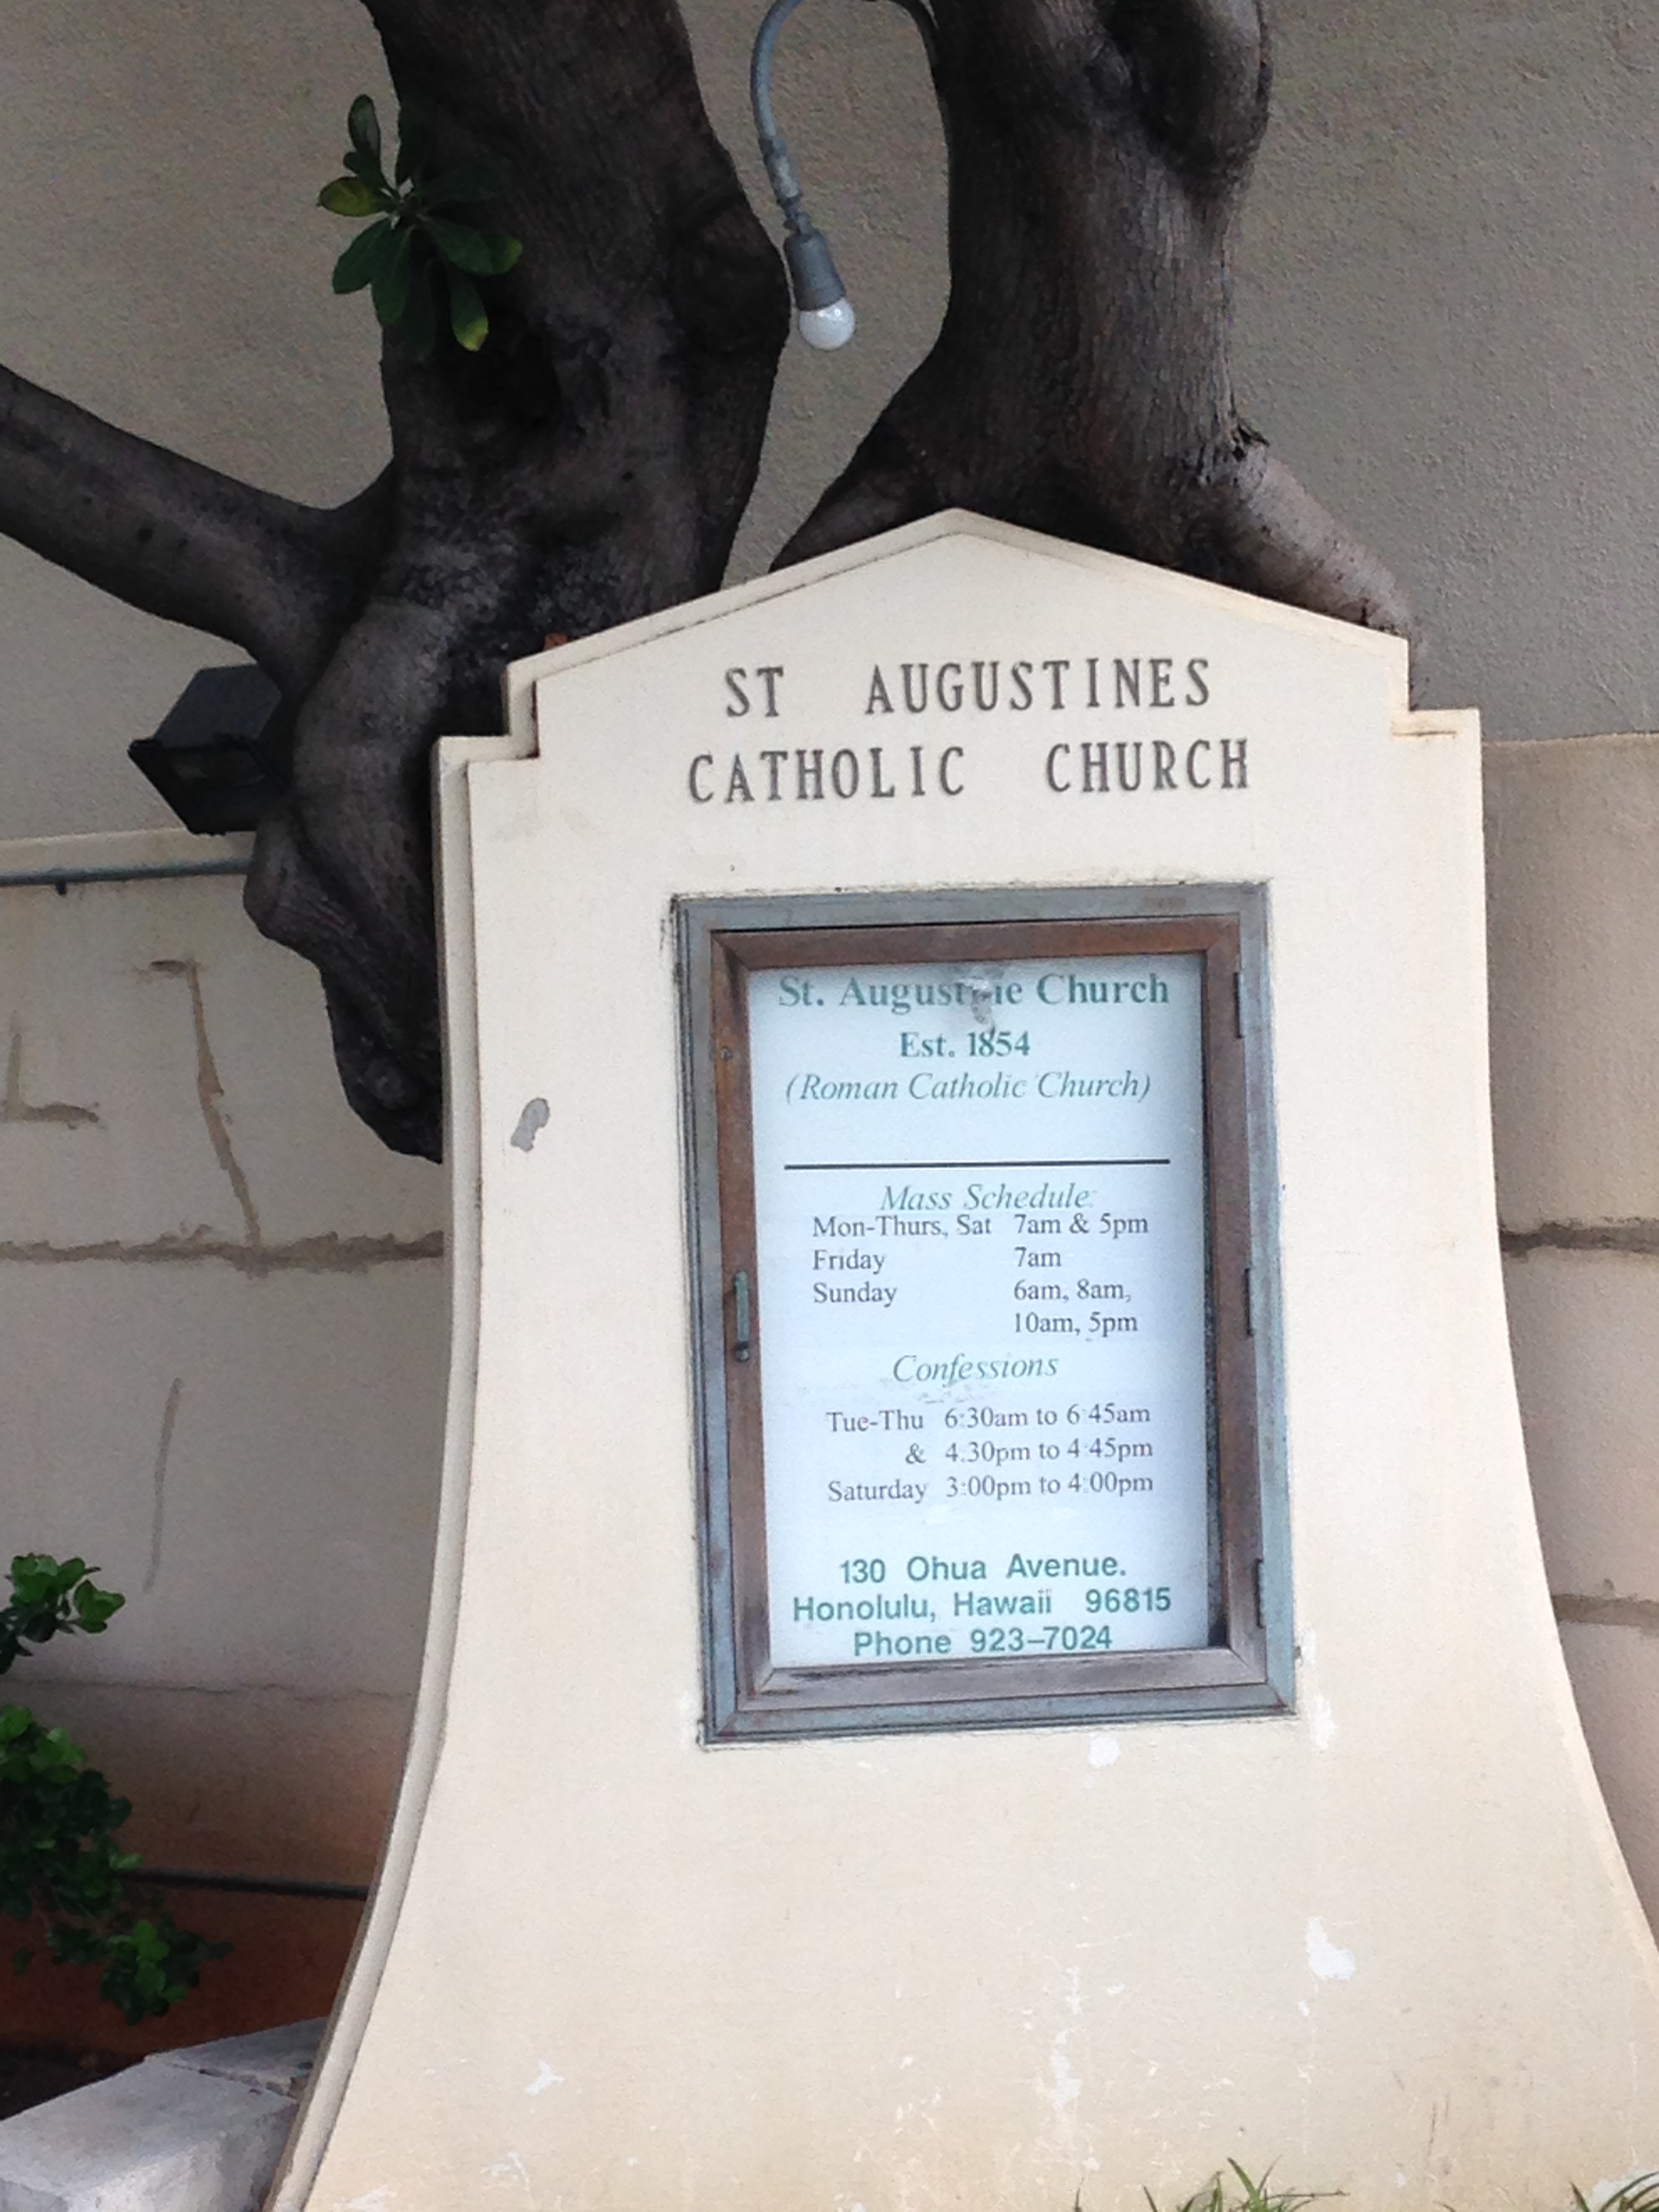 ST AUGUSTINES
CATHOLIC CHURCH
St. Augustine Church
Est. 1854
(Roman Catholic Church)
Mass Schedule:
Mon-Thurs, Sat 7am & 5pm
Friday 7am
Sunday 6am, 8am,
10am, 5pm
Confessions
Tue-Thu 6:30am to 6:45am
& 4:30pm to 4:45pm
Saturday 3:00pm to 4:00pm
130 Ohua Avenue.
Honolulu, Hawaii 96815
Phone 923-7024